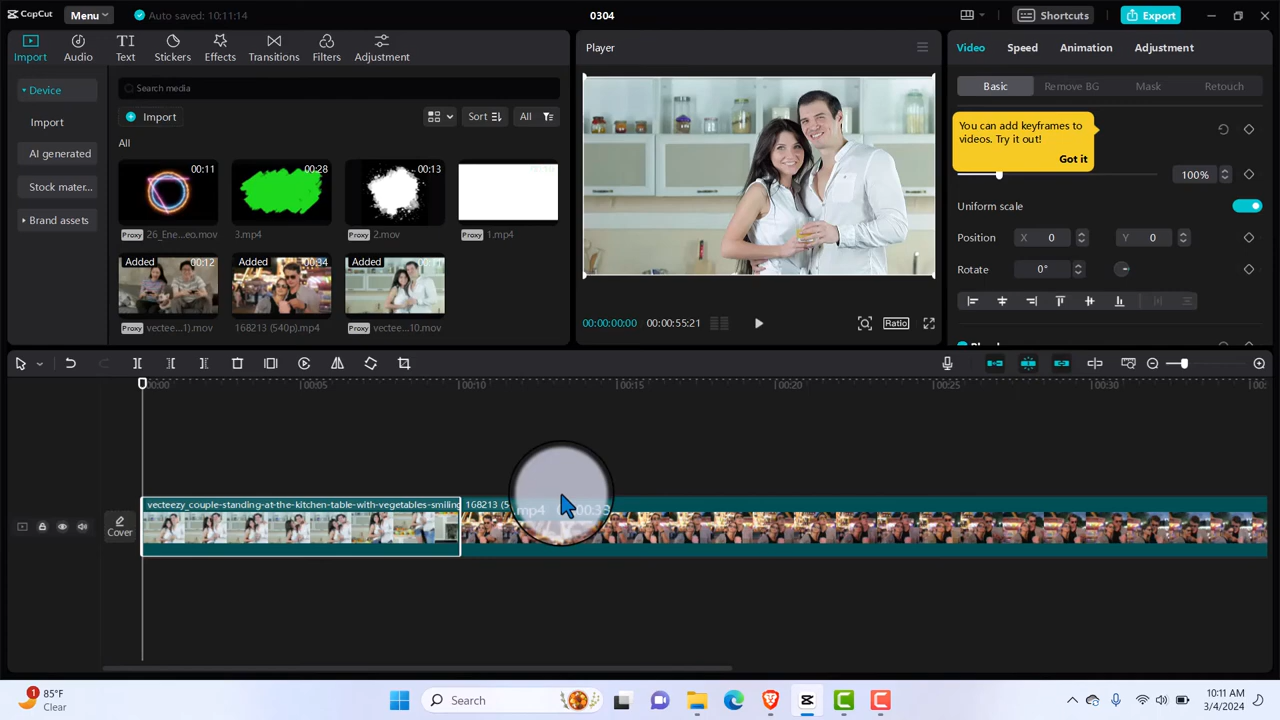 CapCut
Menu
Auto saved: 10:11:14
0304
Shortcuts
Export
Import
Audio
Text
Stickers
Effects
Transitions
Filters
Adjustment
Player
Video
Speed
Animation
Adjustment
Device
Search media
Basic
Remove BG
Mask
Retouch
Import
Import
Sort
All
You can add keyframes to
videos. Try it out!
Got it
AI generated
All
Stock mater...
Brand assets
00:11
00:28
00:13
Proxy 26_Ene...eo.mov
Proxy 3.mp4
Proxy 2.mov
Proxy 1.mp4
100%
Uniform scale
Position
X 0
Y 0
Rotate
0°
Added 00:12
Added 00:34
Added
Proxy vectee...1).mov
168213 (540p).mp4
Proxy vectee...10.mov
00:00:00:00
00:00:55:21
Ratio
00:00
00:05
00:10
00:15
00:20
00:25
00:30
vecteezy_couple-standing-at-the-kitchen-table-with-vegetables-smiling
168213 (5
mp4
00:33
Cover
1
85°F
Clear
Search
10:11 AM
3/4/2024